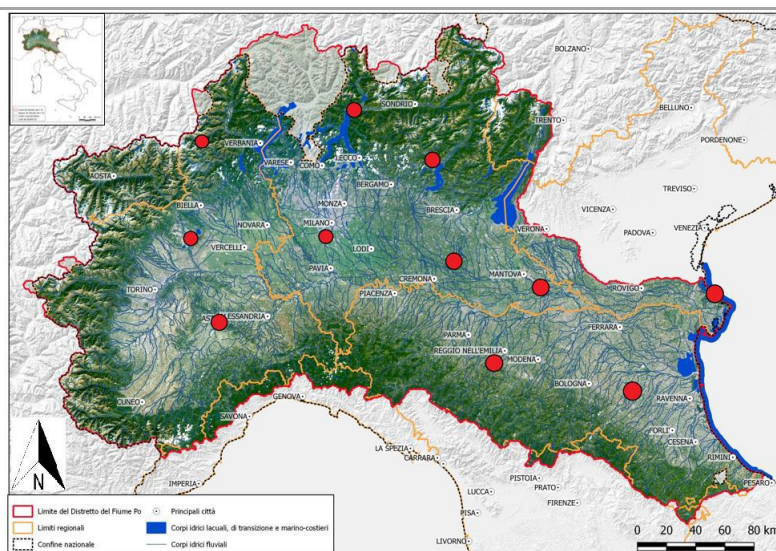 BOLZANO
BELLUNO
SONDRIO
TRENTO
PORDENONE
VERBANIA
LECCO
VARESE
COMO
AOSTA
BERGAMO
TREVISO
BIELLA
VICENZA
MONZA
BRESCIA
NOVARA
MILANO
VERONA
PADOVA
VENEZIA
VERCELLI
LODI
PAVIA
CREMONA
MANTOVA
ROVIGO
TORINO
PIACENZA
ALESSANDRIA
FERRARA
PARMA
REGGIO NELL'EMILIA
MODENA
BOLOGNA
CUNEO
GENOVA
RAVENNA
SAVONA
FORLI'
CESENA
LA SPEZIA
RIMINI
IMPERIA
PISTOIA
PESARO
LUCCA
PRATO
FIRENZE
PISA
LIVORNO
N
Limite del Distretto del Fiume Po
Principali città
Limiti regionali
Corpi idrici lacuali, di transizione e marino-costieri
Confine nazionale
Corpi idrici fluviali
0 20 40 60 80 km